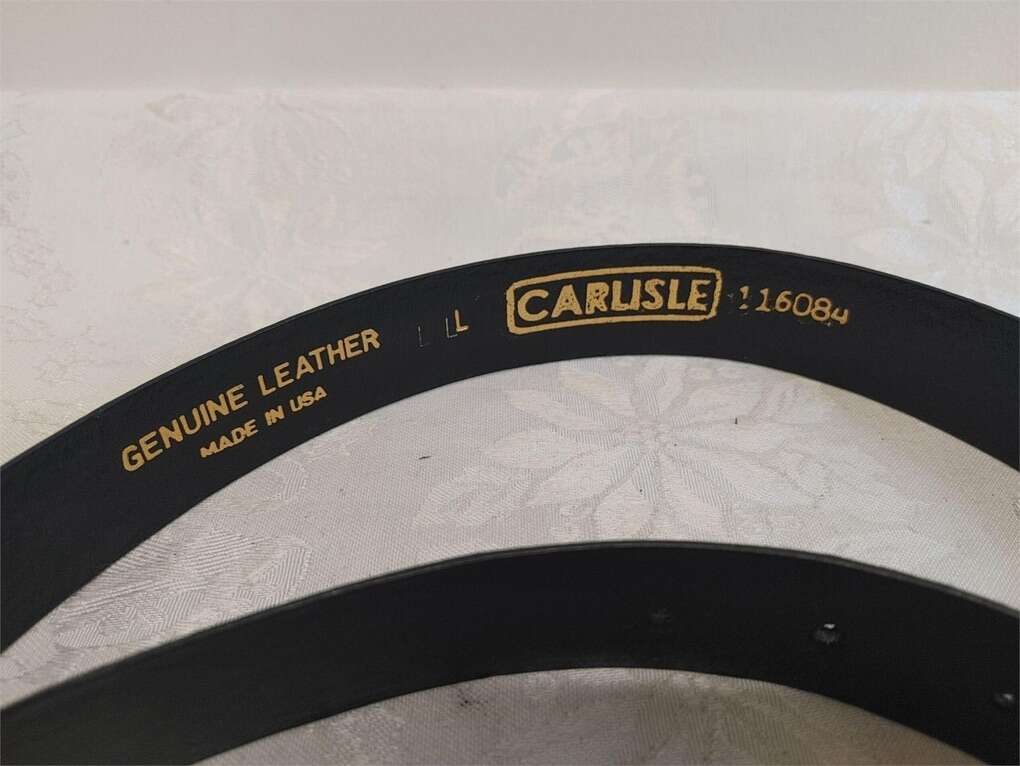 GENUINE LEATHER
MADE IN USA
L
CARLISLE
116084